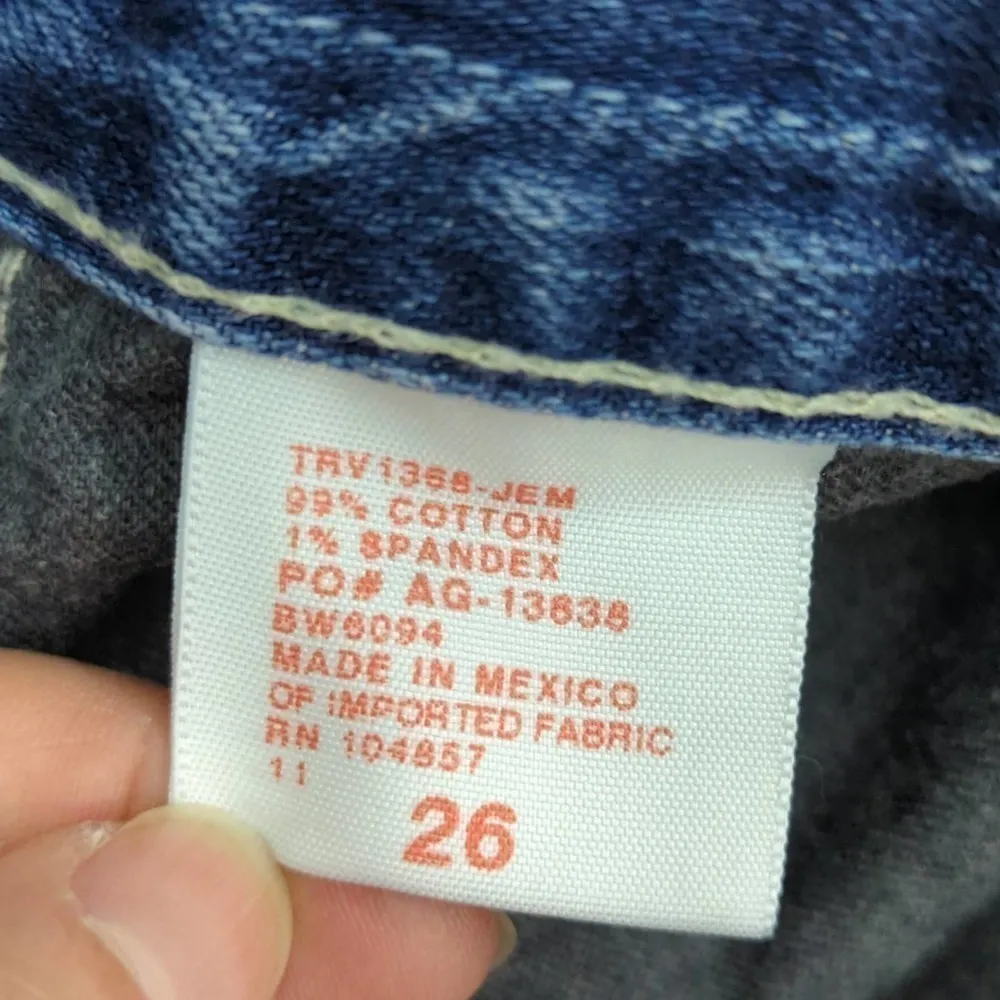 TRV1368-JEM
99% COTTON
1% SPANDEX
PO# AG-13838
BW6094
MADE IN MEXICO
OF IMPORTED FABRIC
RN 104857
11
26